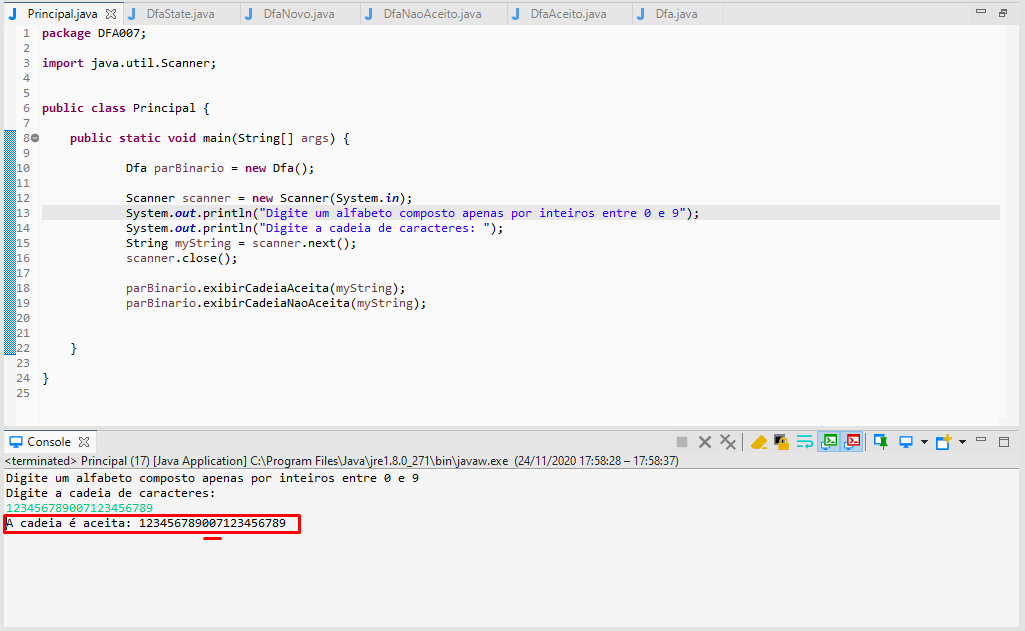 Principal.java DfaState.java DfaNovo.java DfaNaoAceito.java DfaAceito.java Dfa.java
1 package DFA007;
2
3 import java.util.Scanner;
4
5
6 public class Principal {
7
8 public static void main(String[] args) {
9
10 Dfa parBinario = new Dfa();
11
12 Scanner scanner = new Scanner(System.in);
13 System.out.println("Digite um alfabeto composto apenas por inteiros entre 0 e 9");
14 System.out.println("Digite a cadeia de caracteres: ");
15 String myString = scanner.next();
16 scanner.close();
17
18 parBinario.exibirCadeiaAceita(myString);
19 parBinario.exibirCadeiaNaoAceita(myString);
20
21
22 }
23
24 }
25
Console
<terminated> Principal (17) [Java Application] C:\Program Files\Java\jre1.8.0_271\bin\javaw.exe (24/11/2020 17:58:28 – 17:58:37)
Digite um alfabeto composto apenas por inteiros entre 0 e 9
Digite a cadeia de caracteres:
123456789007123456789
A cadeia é aceita: 123456789007123456789